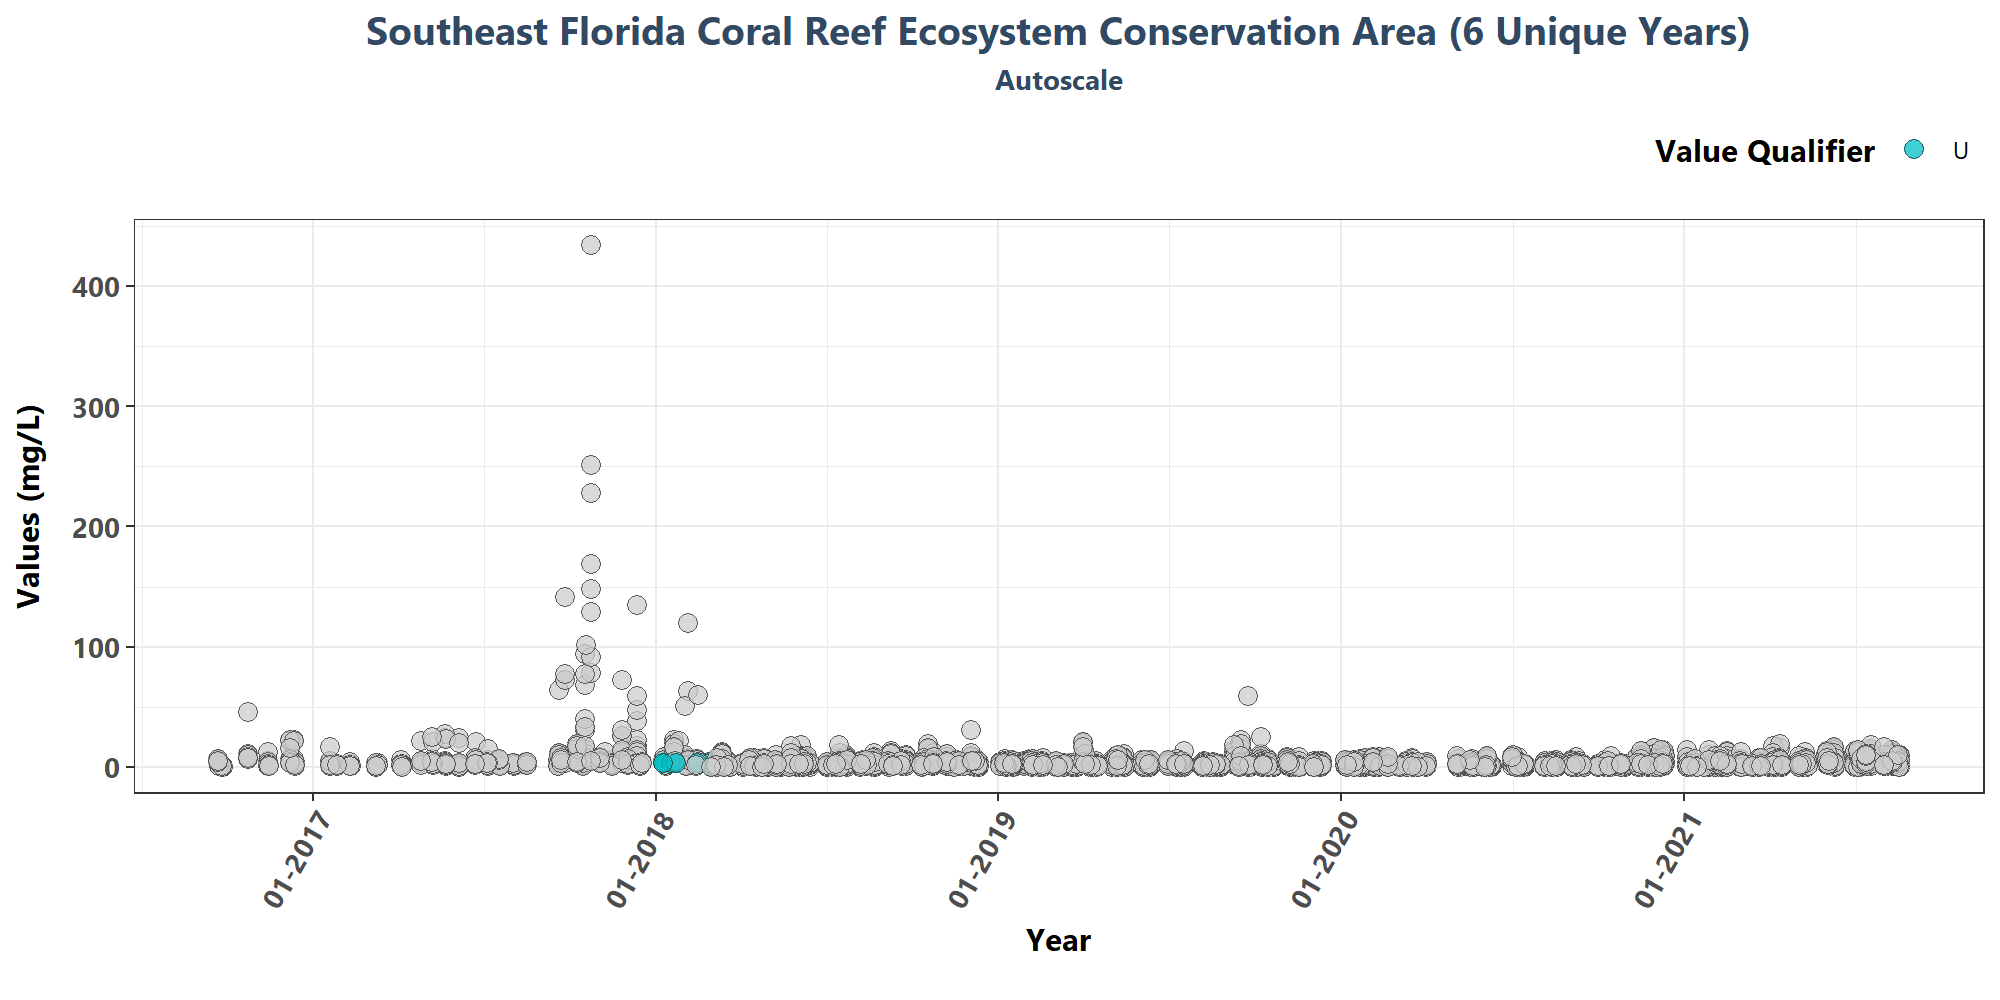 Southeast Florida Coral Reef Ecosystem Conservation Area (6 Unique Years)
Autoscale
Value Qualifier U
Values (mg/L)
400
300
200
100
0
01-2017 01-2018 01-2019 01-2020 01-2021
Year